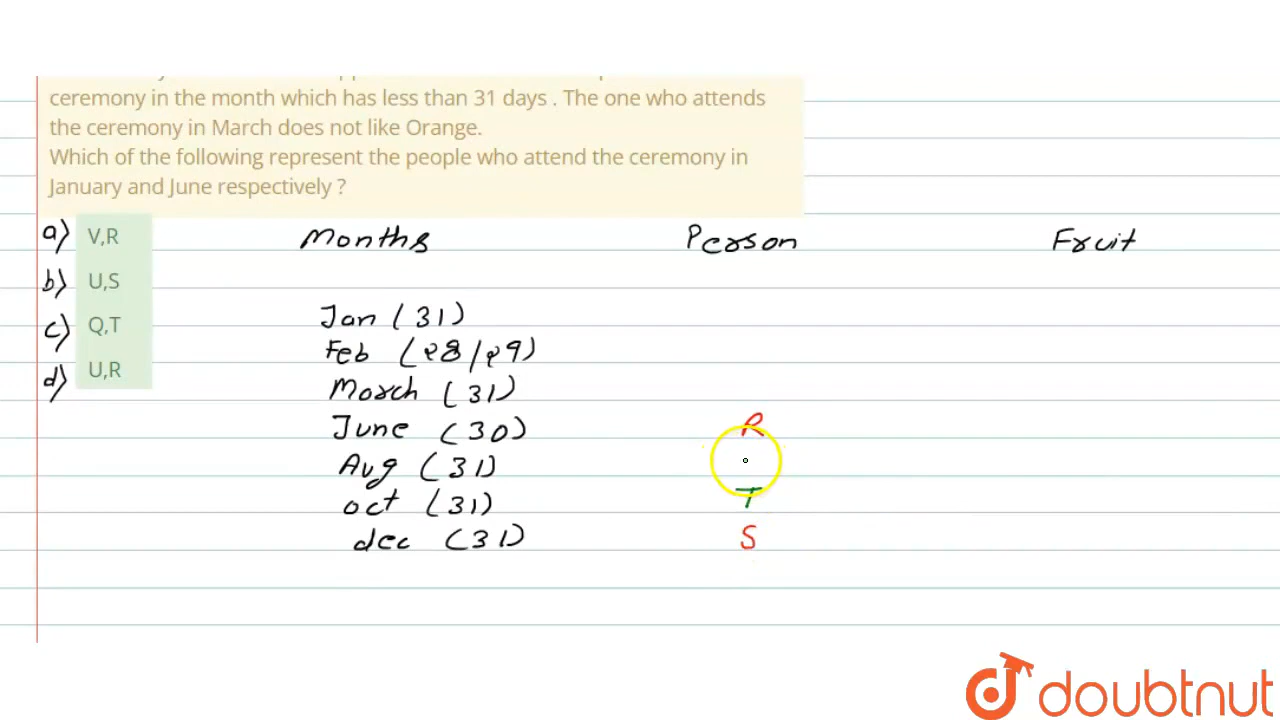 ceremony in the month which has less than 31 days . The one who attends
the ceremony in March does not like Orange.
Which of the following represent the people who attend the ceremony in
January and June respectively ?
a) V,R
b) U,S
c) Q,T
d) U,R
Months Person Fruit
Jan (31)
Feb (28/29)
March (31)
June (30) R
Aug (31)
oct (31) T
dec (31) S
doubtnut